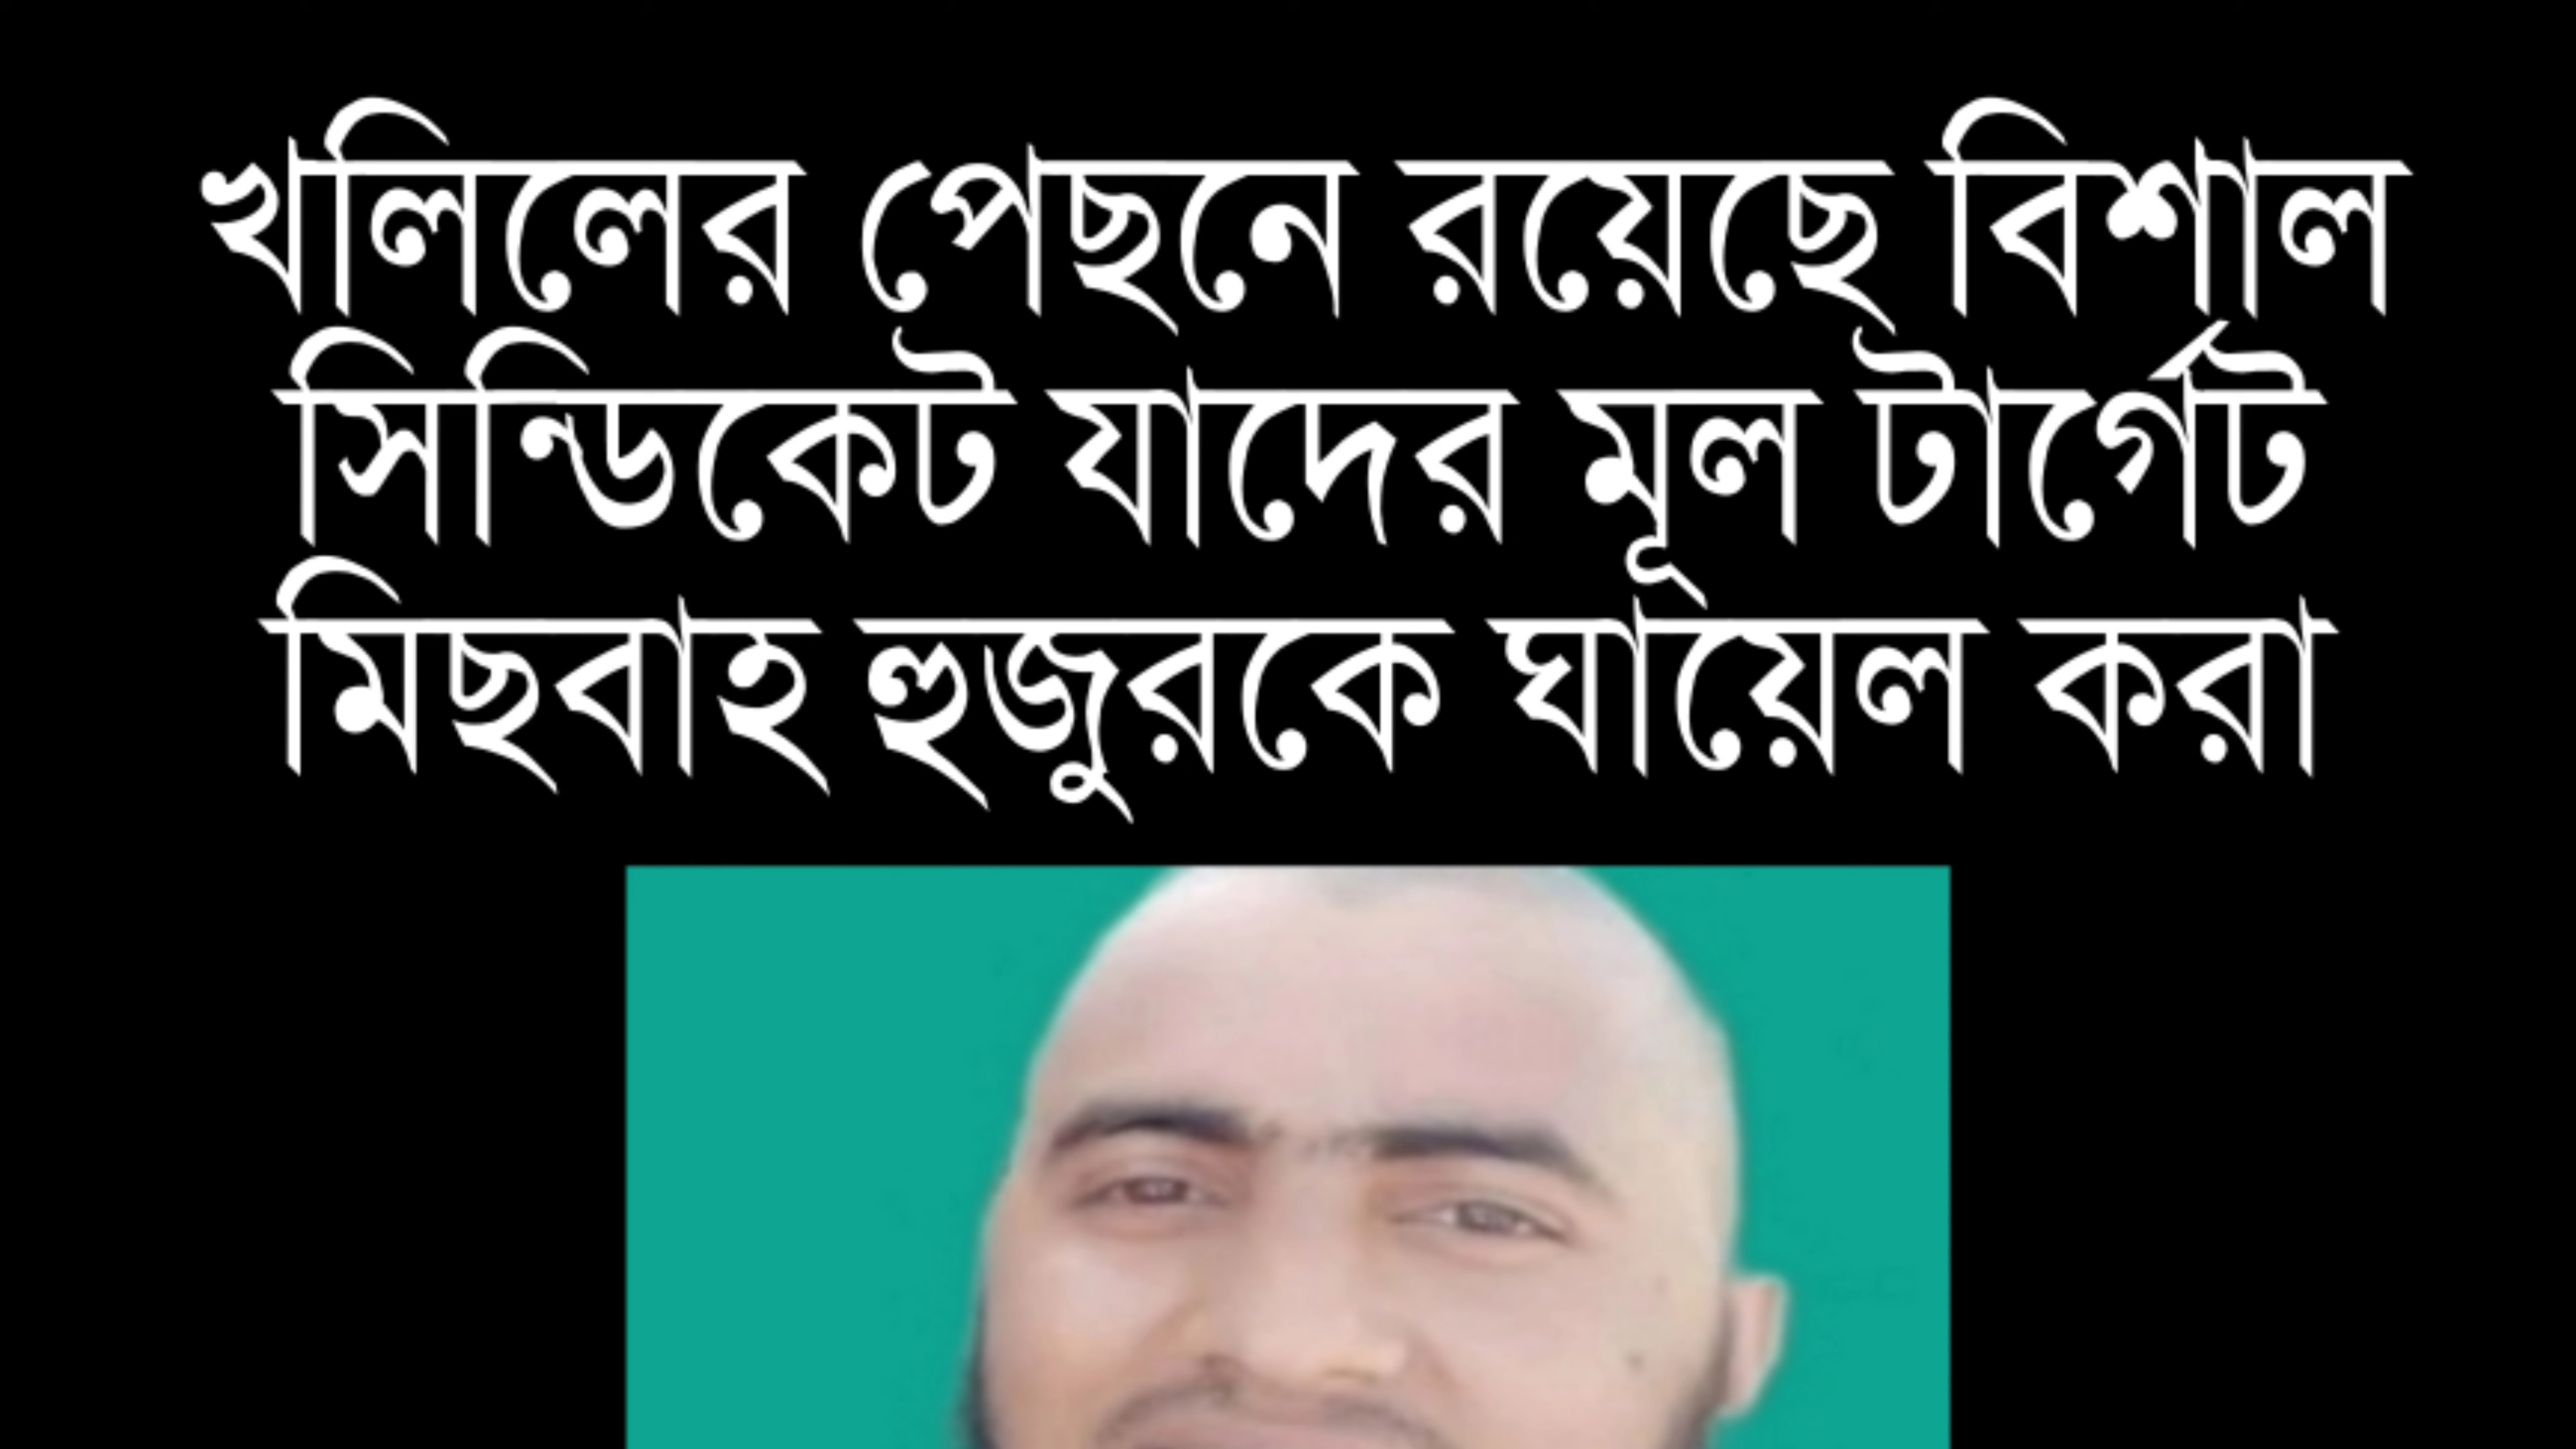 খলিলের পেছনে রয়েছে বিশাল
সিন্ডিকেট যাদের মূল টার্গেট
মিছবাহ হুজুরকে ঘায়েল করা